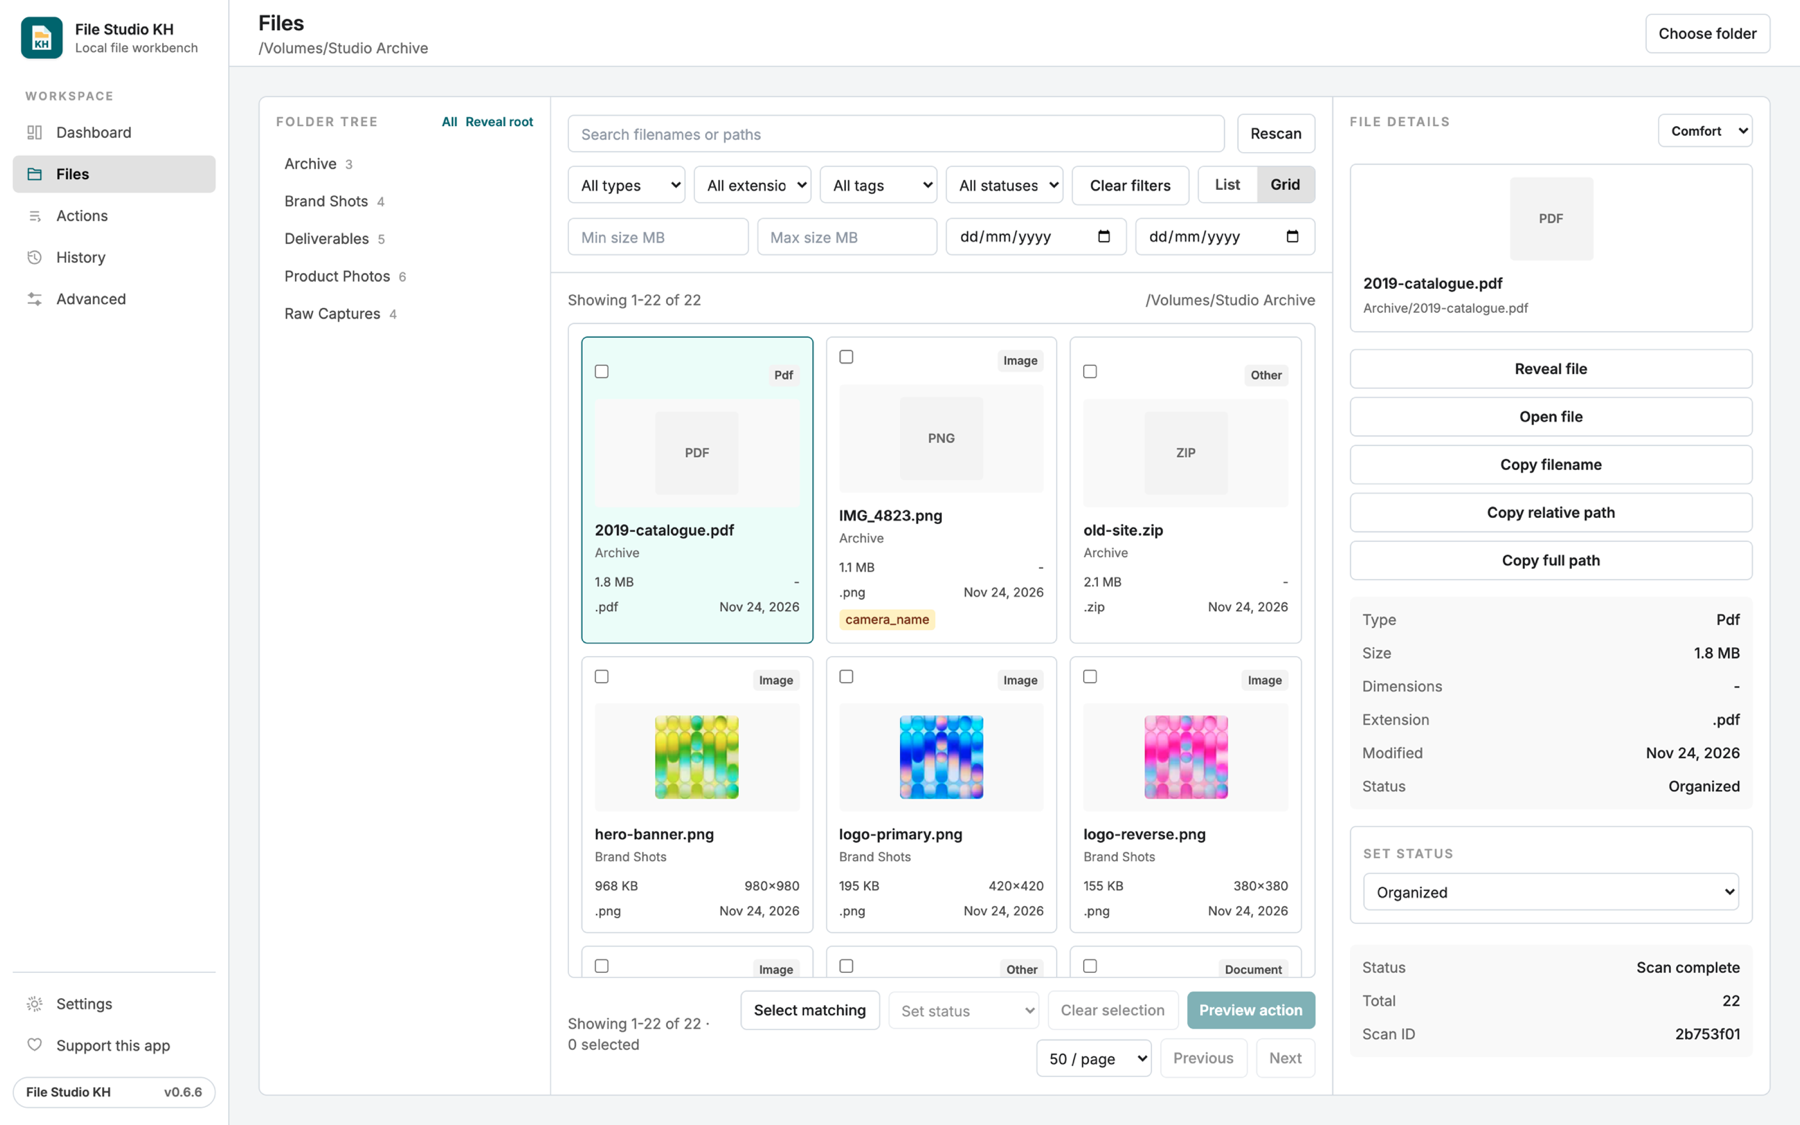 KH
File Studio KH
Local file workbench
WORKSPACE
Dashboard
Files
Actions
History
Advanced
Settings
Support this app
File Studio KH v0.6.6
Files
/Volumes/Studio Archive
Choose folder
FOLDER TREE All Reveal root
Archive 3
Brand Shots 4
Deliverables 5
Product Photos 6
Raw Captures 4
Search filenames or paths Rescan
All types All extensio All tags All statuses Clear filters List Grid
Min size MB Max size MB dd/mm/yyyy dd/mm/yyyy
Showing 1-22 of 22 /Volumes/Studio Archive
Pdf
PDF
2019-catalogue.pdf
Archive
1.8 MB -
.pdf Nov 24, 2026
Image
PNG
IMG_4823.png
Archive
1.1 MB -
.png Nov 24, 2026
camera_name
Other
ZIP
old-site.zip
Archive
2.1 MB -
.zip Nov 24, 2026
Image
hero-banner.png
Brand Shots
968 KB 980×980
.png Nov 24, 2026
Image
logo-primary.png
Brand Shots
195 KB 420×420
.png Nov 24, 2026
Image
logo-reverse.png
Brand Shots
155 KB 380×380
.png Nov 24, 2026
Image
Other
Document
Showing 1-22 of 22 ·
0 selected
Select matching Set status Clear selection Preview action
50 / page Previous Next
FILE DETAILS Comfort
PDF
2019-catalogue.pdf
Archive/2019-catalogue.pdf
Reveal file
Open file
Copy filename
Copy relative path
Copy full path
Type Pdf
Size 1.8 MB
Dimensions -
Extension .pdf
Modified Nov 24, 2026
Status Organized
SET STATUS
Organized
Status Scan complete
Total 22
Scan ID 2b753f01